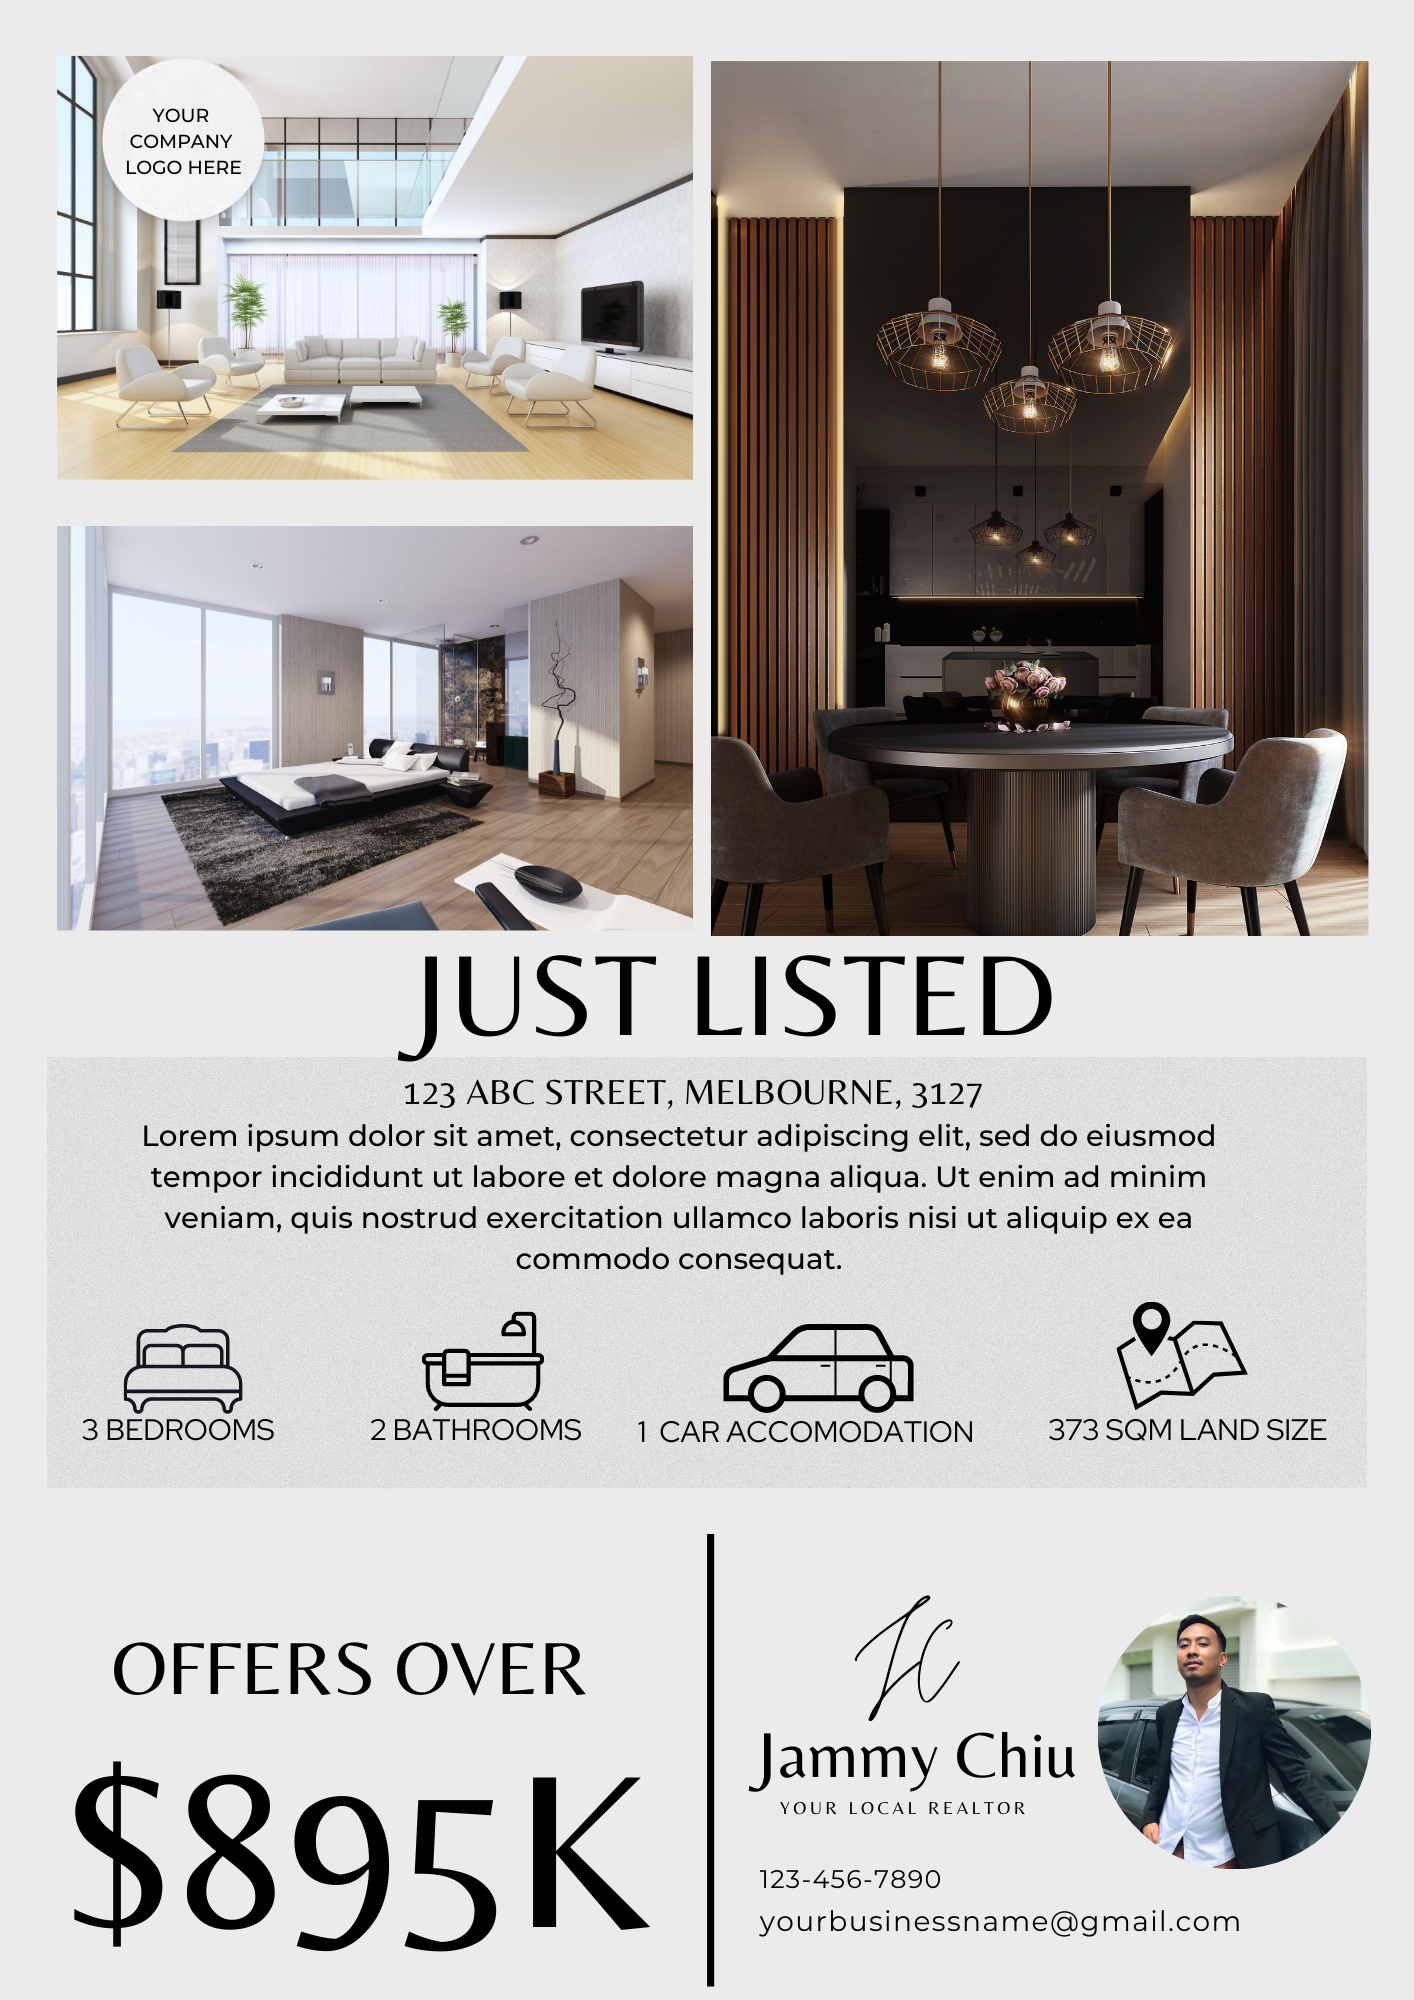 YOUR
COMPANY
LOGO HERE
JUST LISTED
123 ABC STREET, MELBOURNE, 3127
Lorem ipsum dolor sit amet, consectetur adipiscing elit, sed do eiusmod
tempor incididunt ut labore et dolore magna aliqua. Ut enim ad minim
veniam, quis nostrud exercitation ullamco laboris nisi ut aliquip ex ea
commodo consequat.
3 BEDROOMS
2 BATHROOMS
1 CAR ACCOMODATION
373 SQM LAND SIZE
OFFERS OVER
$895K
JC
Jammy Chiu
YOUR LOCAL REALTOR
123-456-7890
yourbusinessname@gmail.com